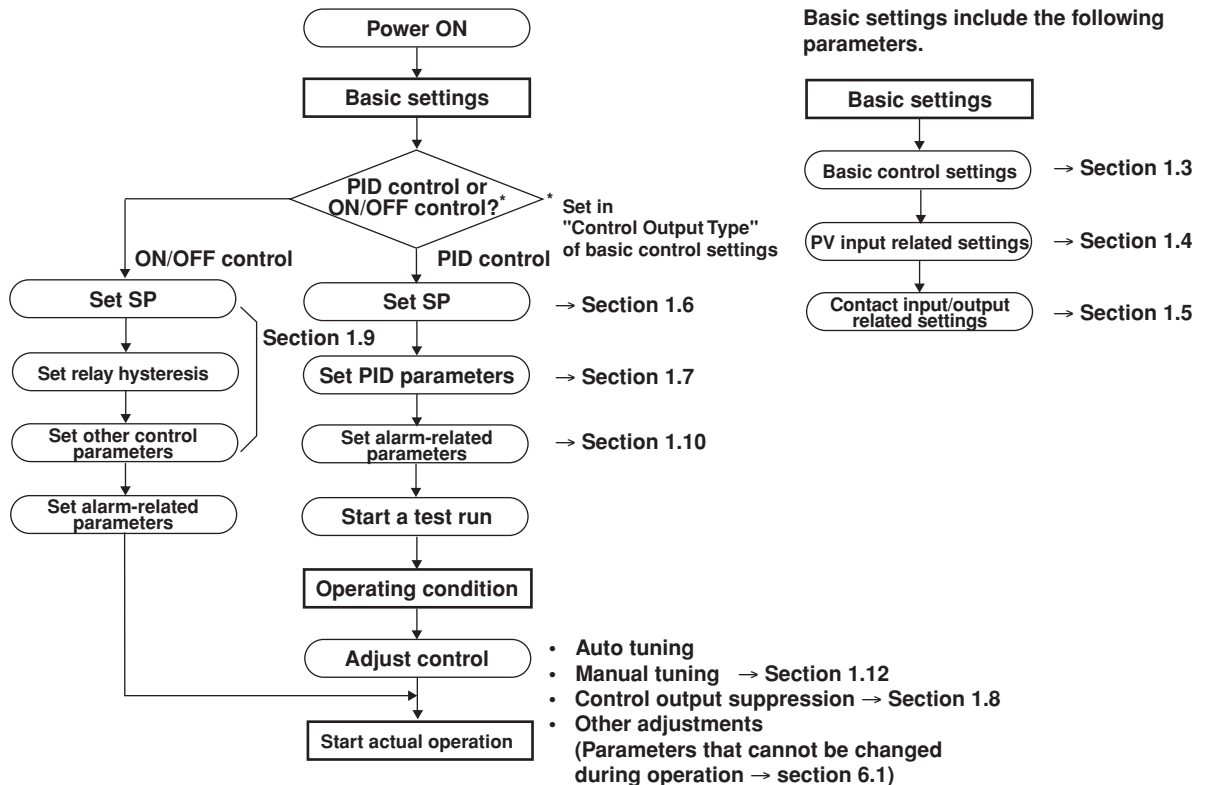 Power ON
Basic settings
PID control or
ON/OFF control?*
* Set in
"Control Output Type"
of basic control settings
ON/OFF control
PID control
Set SP
Set relay hysteresis
Set other control
parameters
Section 1.9
Set alarm-related
parameters
Set SP
→ Section 1.6
Set PID parameters
→ Section 1.7
Set alarm-related
parameters
→ Section 1.10
Start a test run
Operating condition
Adjust control
• Auto tuning
• Manual tuning → Section 1.12
• Control output suppression → Section 1.8
• Other adjustments
(Parameters that cannot be changed
during operation → section 6.1)
Start actual operation
Basic settings include the following
parameters.
Basic settings
Basic control settings → Section 1.3
PV input related settings → Section 1.4
Contact input/output
related settings
→ Section 1.5